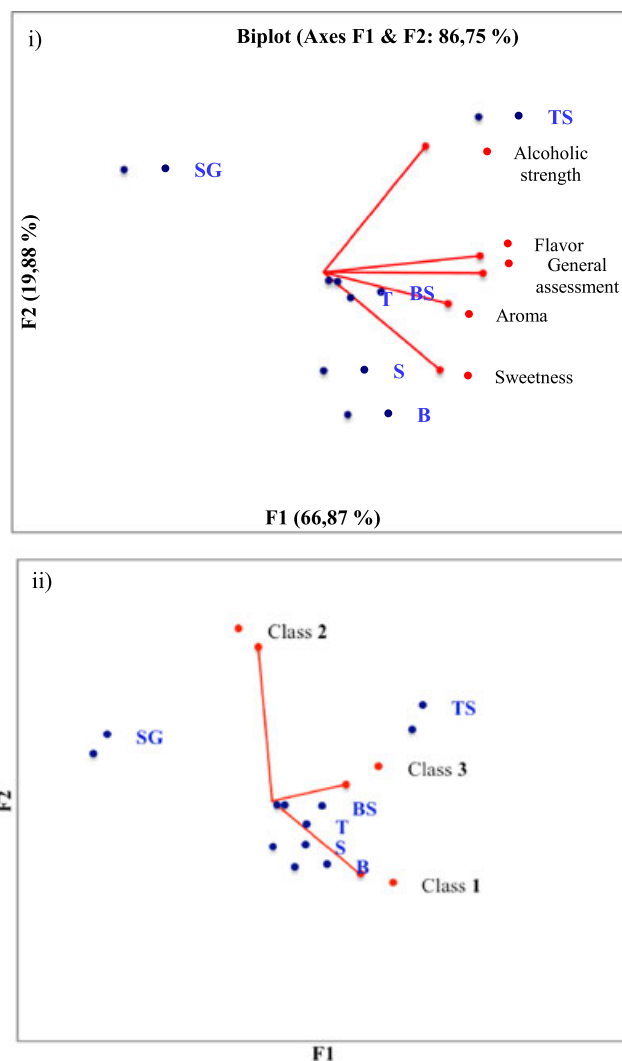 i)
Biplot (Axes F1 & F2: 86,75 %)
TS
Alcoholic
strength
SG
Flavor
General
assessment
T
BS
Aroma
S
Sweetness
B
F2 (19,88 %)
F1 (66,87 %)
ii)
Class 2
TS
SG
Class 3
BS
T
S
B
Class 1
F2
F1